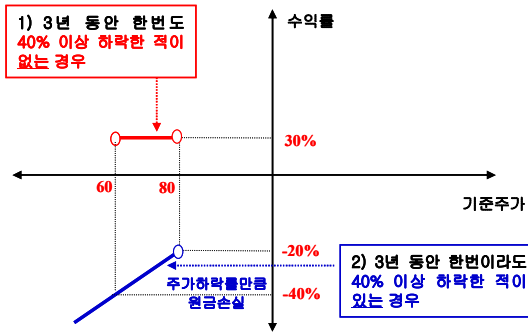 1) 3년 동안 한번도
40% 이상 하락한 적이
없는 경우
수익률
30%
60
80
기준주가
-20%
주가하락률만큼
원금손실
-40%
2) 3년 동안 한번이라도
40% 이상 하락한 적이
있는 경우